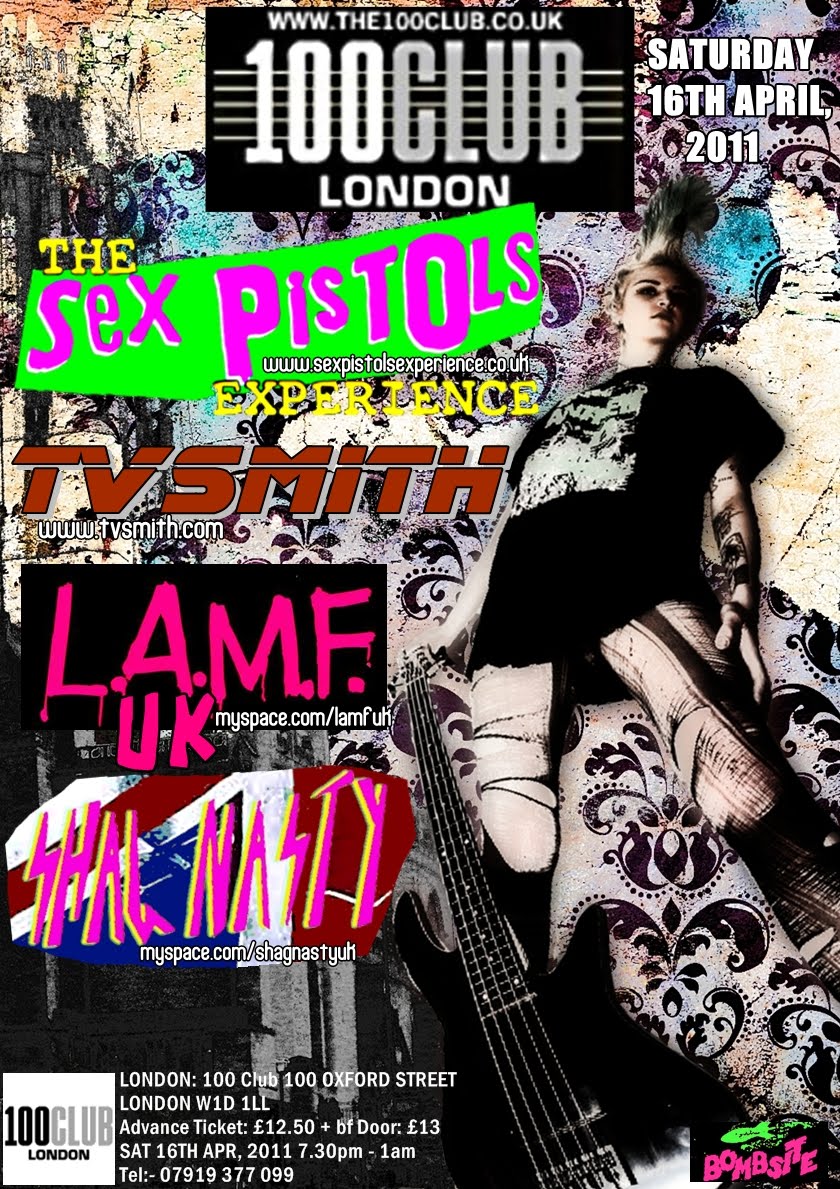 WWW.THE100CLUB.CO.UK
100CLUB
LONDON
SATURDAY
16TH APRIL,
2011
THE
SEX PISTOLS
www.sexpistolsexperience.co.uk
EXPERIENCE
TVSMITH
www.tvsmith.com
L.A.M.F.
UK
myspace.com/lamfuk
SHAG NASTY
myspace.com/shagnastyuk
100CLUB
LONDON
LONDON: 100 Club 100 OXFORD STREET
LONDON W1D 1LL
Advance Ticket: £12.50 + bf Door: £13
SAT 16TH APR, 2011 7.30pm - 1am
Tel:- 07919 377 099
BOMBSITE